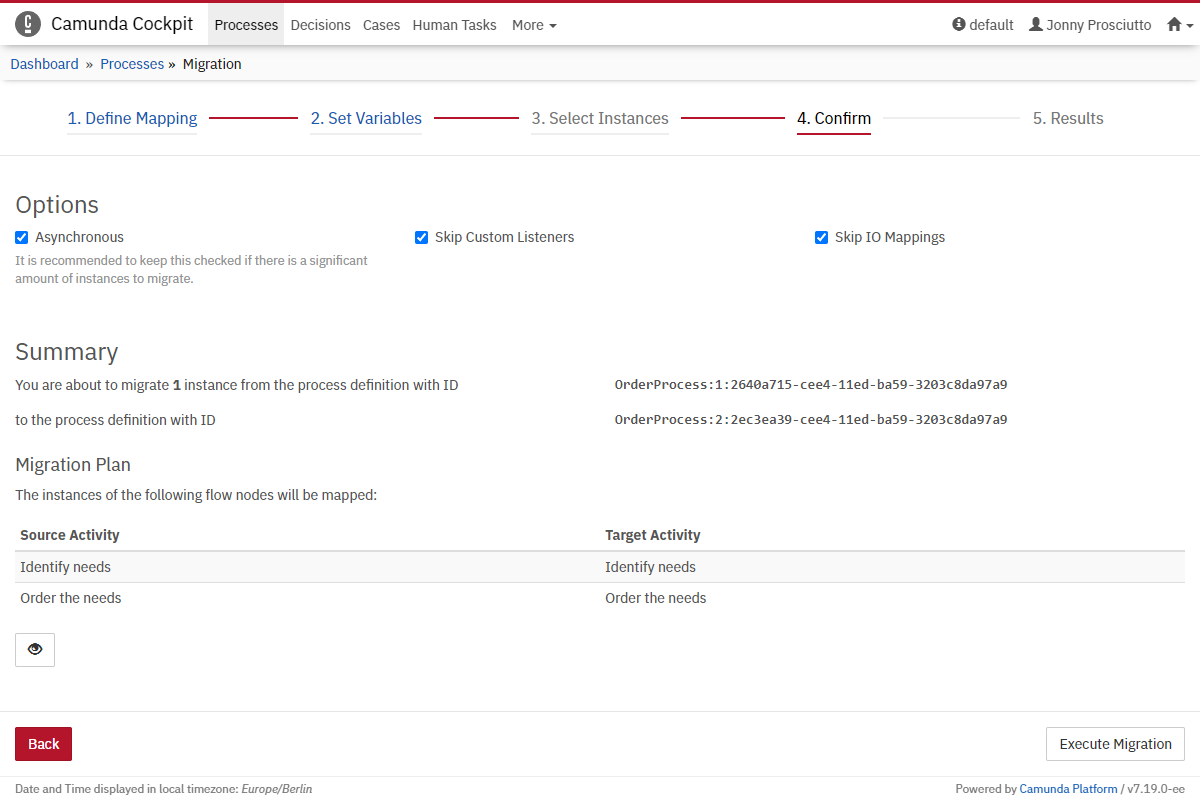 Camunda Cockpit Processes Decisions Cases Human Tasks More default Jonny Prosciutto
Dashboard » Processes » Migration
1. Define Mapping 2. Set Variables 3. Select Instances 4. Confirm 5. Results
Options
Asynchronous Skip Custom Listeners Skip IO Mappings
It is recommended to keep this checked if there is a significant
amount of instances to migrate.
Summary
You are about to migrate 1 instance from the process definition with ID OrderProcess:1:2640a715-cee4-11ed-ba59-3203c8da97a9
to the process definition with ID OrderProcess:2:2ec3ea39-cee4-11ed-ba59-3203c8da97a9
Migration Plan
The instances of the following flow nodes will be mapped:
Source Activity Target Activity
Identify needs Identify needs
Order the needs Order the needs
Back Execute Migration
Date and Time displayed in local timezone: Europe/Berlin Powered by Camunda Platform / v7.19.0-ee